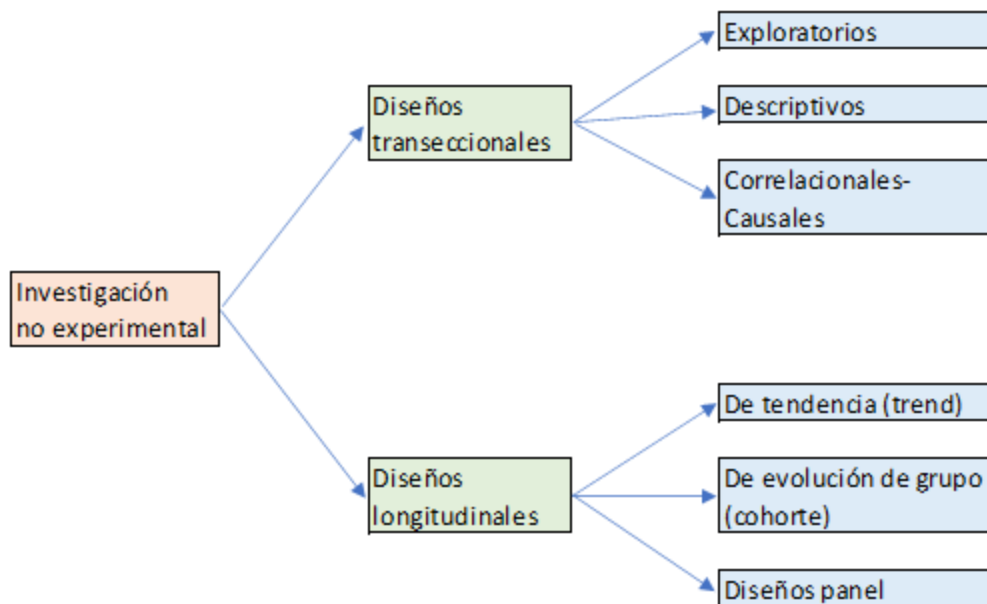 Investigación
no experimental
Diseños
transeccionales
Exploratorios
Descriptivos
Correlacionales-
Causales
Diseños
longitudinales
De tendencia (trend)
De evolución de grupo
(cohorte)
Diseños panel